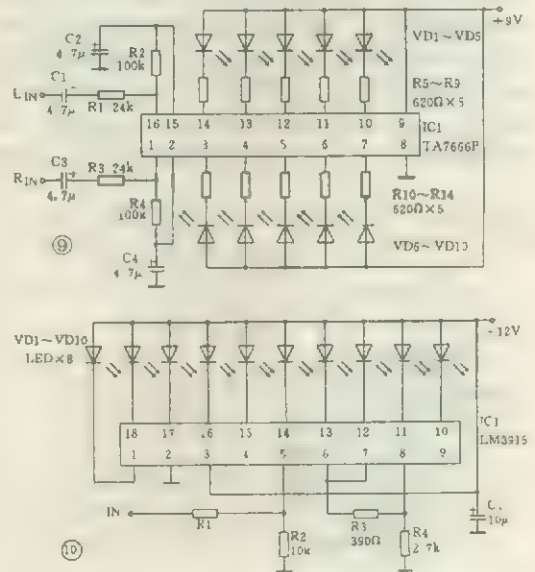 +9V
C2
4.7μ
R2
100k
VD1~VD5
C1
L IN
4.7μ
R1 24k
R5~R9
620Ω×5
16 15 14 13 12 11 10 9
IC1
1 2 3 4 5 6 7 8
TA7666P
C3
R IN
R3 24k
4.7μ
R4
100k
R10~R14
620Ω×5
⑨
C4
4.7μ
VD6~VD10
+12V
VD1~VD10
LED×8
IC1
18 17 16 15 14 13 12 11 10
LM3915
1 2 3 4 5 6 7 8 9
IN
R1
R3
390Ω
R2
10k
R4
2.7k
10μ
⑩